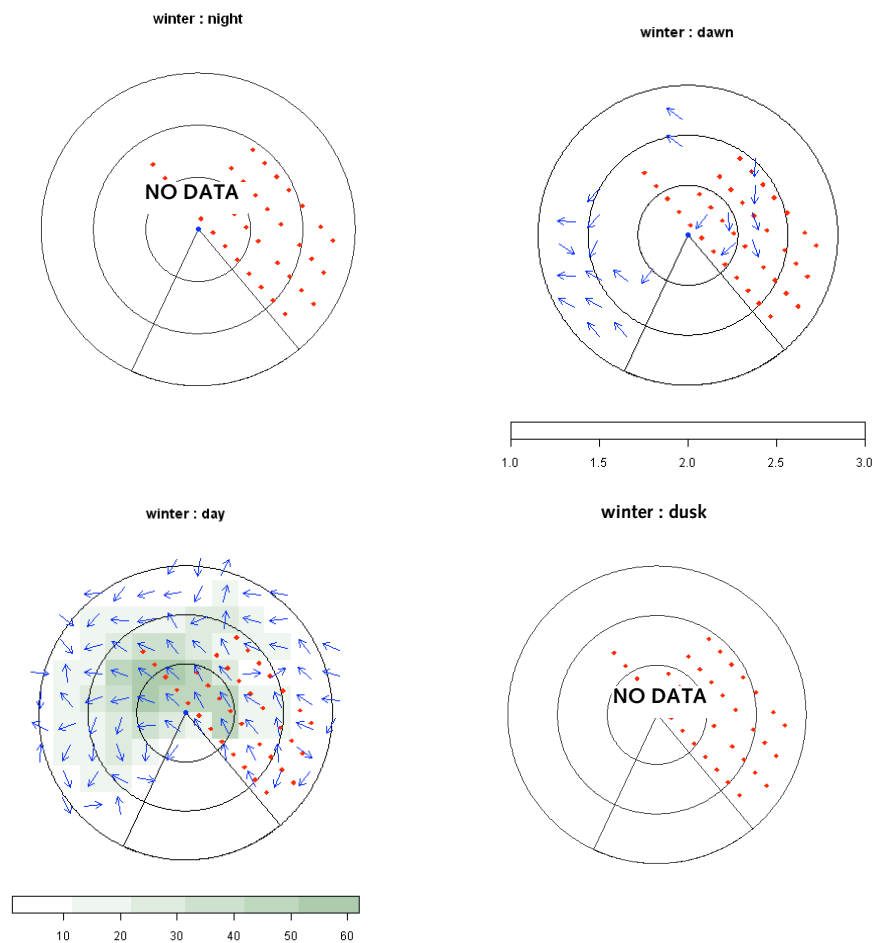 winter : night
NO DATA
winter : dawn
1.0 1.5 2.0 2.5 3.0
winter : day
10 20 30 40 50 60
winter : dusk
NO DATA